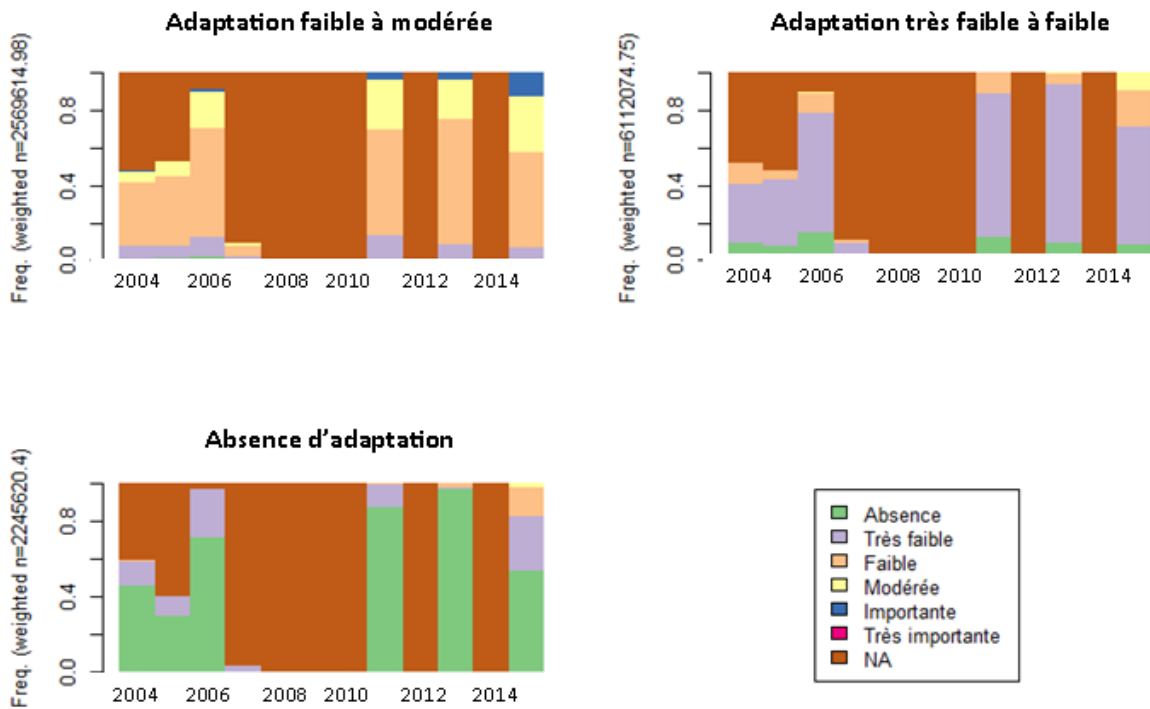 Adaptation faible à modérée
Freq. (weighted n=2569614.98)
0.8
0.4
0.0
2004 2006 2008 2010 2012 2014
Adaptation très faible à faible
Freq. (weighted n=6112074.75)
0.8
0.4
0.0
2004 2006 2008 2010 2012 2014
Absence d’adaptation
Freq. (weighted n=2245620.4)
0.8
0.4
0.0
2004 2006 2008 2010 2012 2014
Absence
Très faible
Faible
Modérée
Importante
Très importante
NA